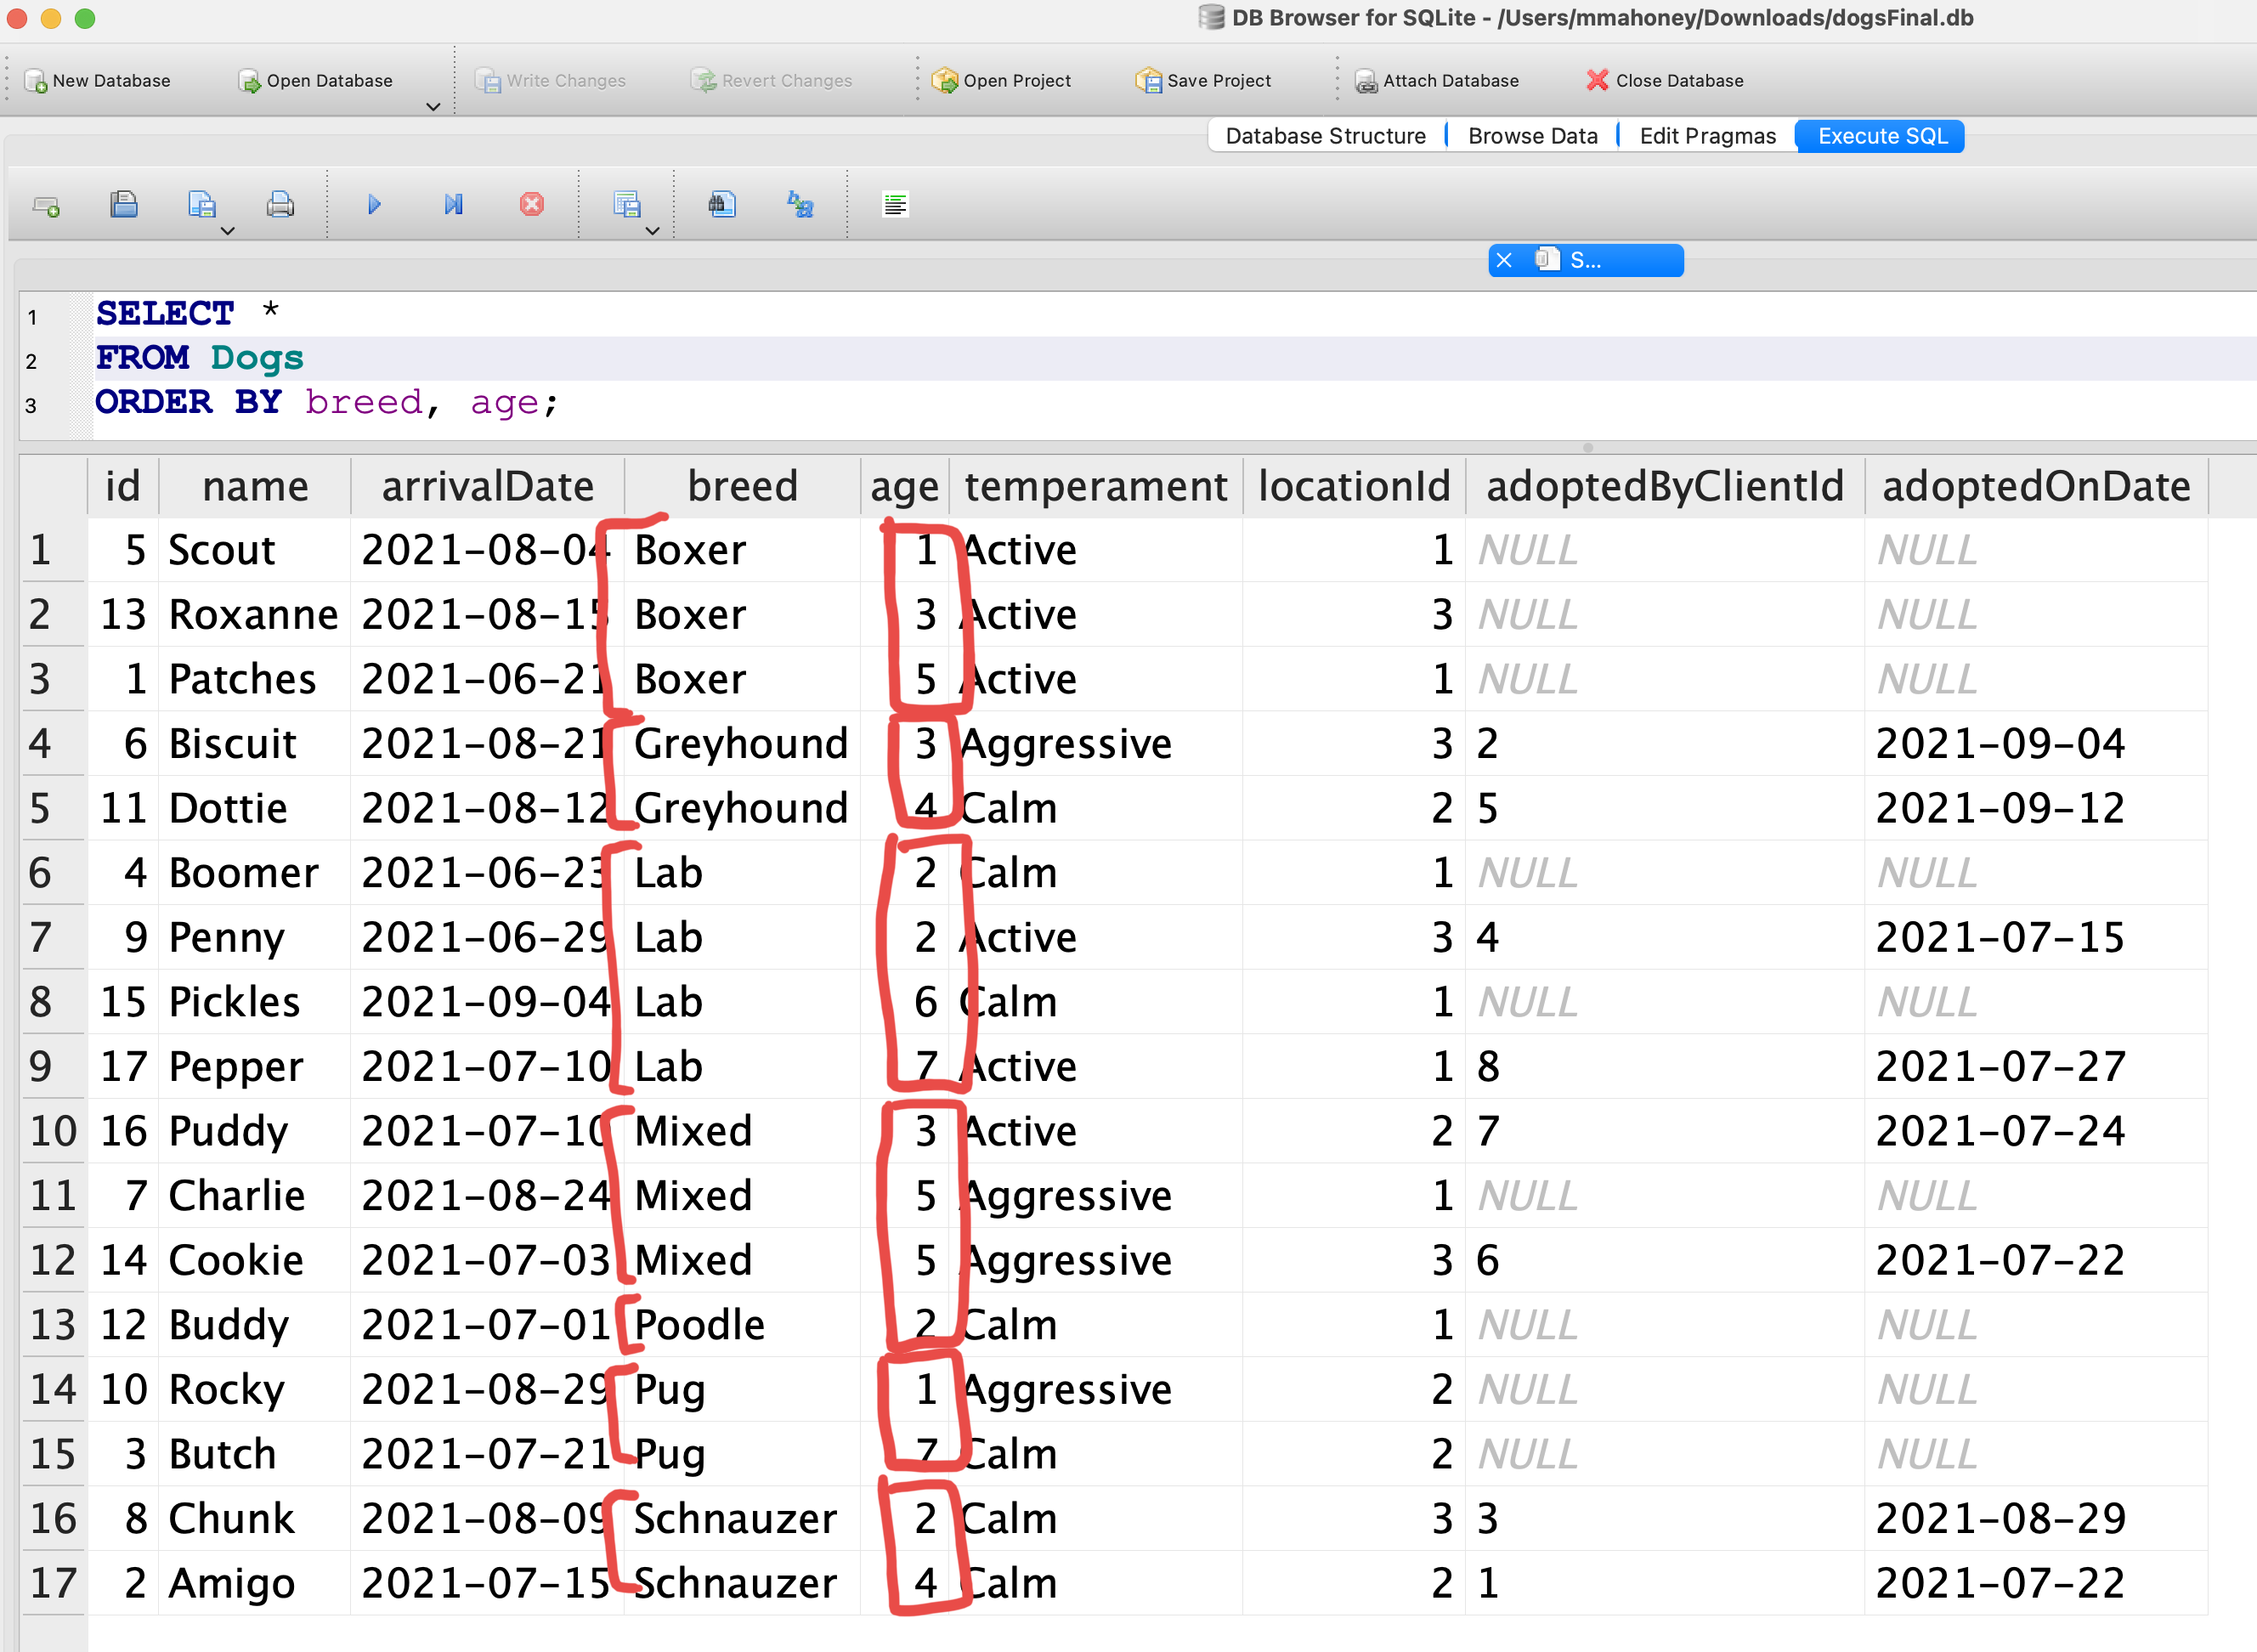 DB Browser for SQLite - /Users/mmahoney/Downloads/dogsFinal.db
New Database Open Database Write Changes Revert Changes Open Project Save Project Attach Database Close Database
Database Structure Browse Data Edit Pragmas Execute SQL
S...
1 SELECT *
2 FROM Dogs
3 ORDER BY breed, age;
id name arrivalDate breed age temperament locationId adoptedByClientId adoptedOnDate
1 5 Scout 2021-08-04 Boxer 1 Active 1 NULL NULL
2 13 Roxanne 2021-08-15 Boxer 3 Active 3 NULL NULL
3 1 Patches 2021-06-21 Boxer 5 Active 1 NULL NULL
4 6 Biscuit 2021-08-21 Greyhound 3 Aggressive 3 2 2021-09-04
5 11 Dottie 2021-08-12 Greyhound 4 Calm 2 5 2021-09-12
6 4 Boomer 2021-06-23 Lab 2 Calm 1 NULL NULL
7 9 Penny 2021-06-29 Lab 2 Active 3 4 2021-07-15
8 15 Pickles 2021-09-04 Lab 6 Calm 1 NULL NULL
9 17 Pepper 2021-07-10 Lab 7 Active 1 8 2021-07-27
10 16 Puddy 2021-07-10 Mixed 3 Active 2 7 2021-07-24
11 7 Charlie 2021-08-24 Mixed 5 Aggressive 1 NULL NULL
12 14 Cookie 2021-07-03 Mixed 5 Aggressive 3 6 2021-07-22
13 12 Buddy 2021-07-01 Poodle 2 Calm 1 NULL NULL
14 10 Rocky 2021-08-29 Pug 1 Aggressive 2 NULL NULL
15 3 Butch 2021-07-21 Pug 7 Calm 2 NULL NULL
16 8 Chunk 2021-08-09 Schnauzer 2 Calm 3 3 2021-08-29
17 2 Amigo 2021-07-15 Schnauzer 4 Calm 2 1 2021-07-22